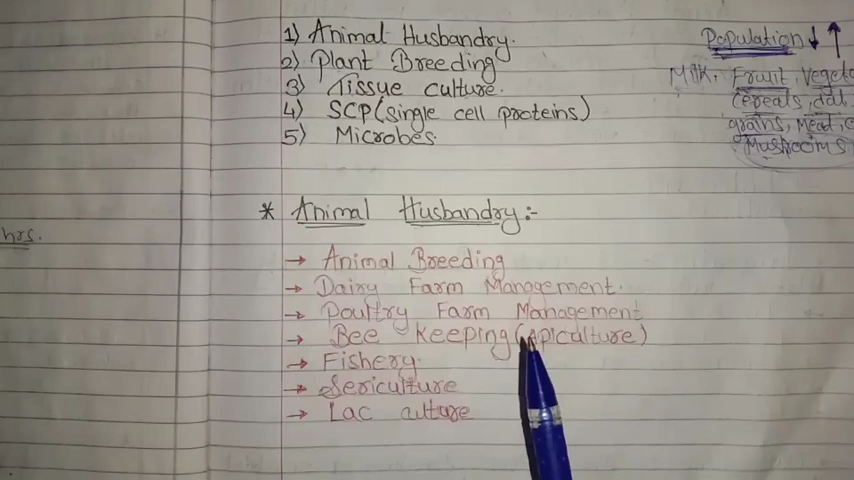 1) Animal Husbandry.
2) Plant Breeding
3) Tissue culture.
4) SCP (single cell proteins)
5) Microbes.
Population ↓ ↑
Milk, Fruit, Veget
cereals, dal,
grains, Meat,
Mushrooms
* Animal Husbandry:-
hrs.
→ Animal Breeding
→ Dairy Farm Management.
→ Poultry Farm Management
→ Bee Keeping (Apiculture)
→ Fishery.
→ Sericulture
→ Lac culture